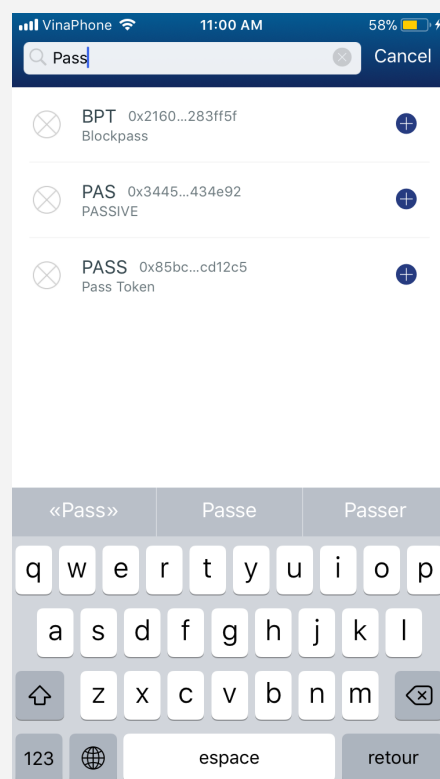 VinaPhone 11:00 AM 58%
Pass Cancel
BPT 0x2160...283ff5f
Blockpass
PAS 0x3445...434e92
PASSIVE
PASS 0x85bc...cd12c5
Pass Token
«Pass» Passe Passer
q w e r t y u i o p
a s d f g h j k l
z x c v b n m
123 espace retour